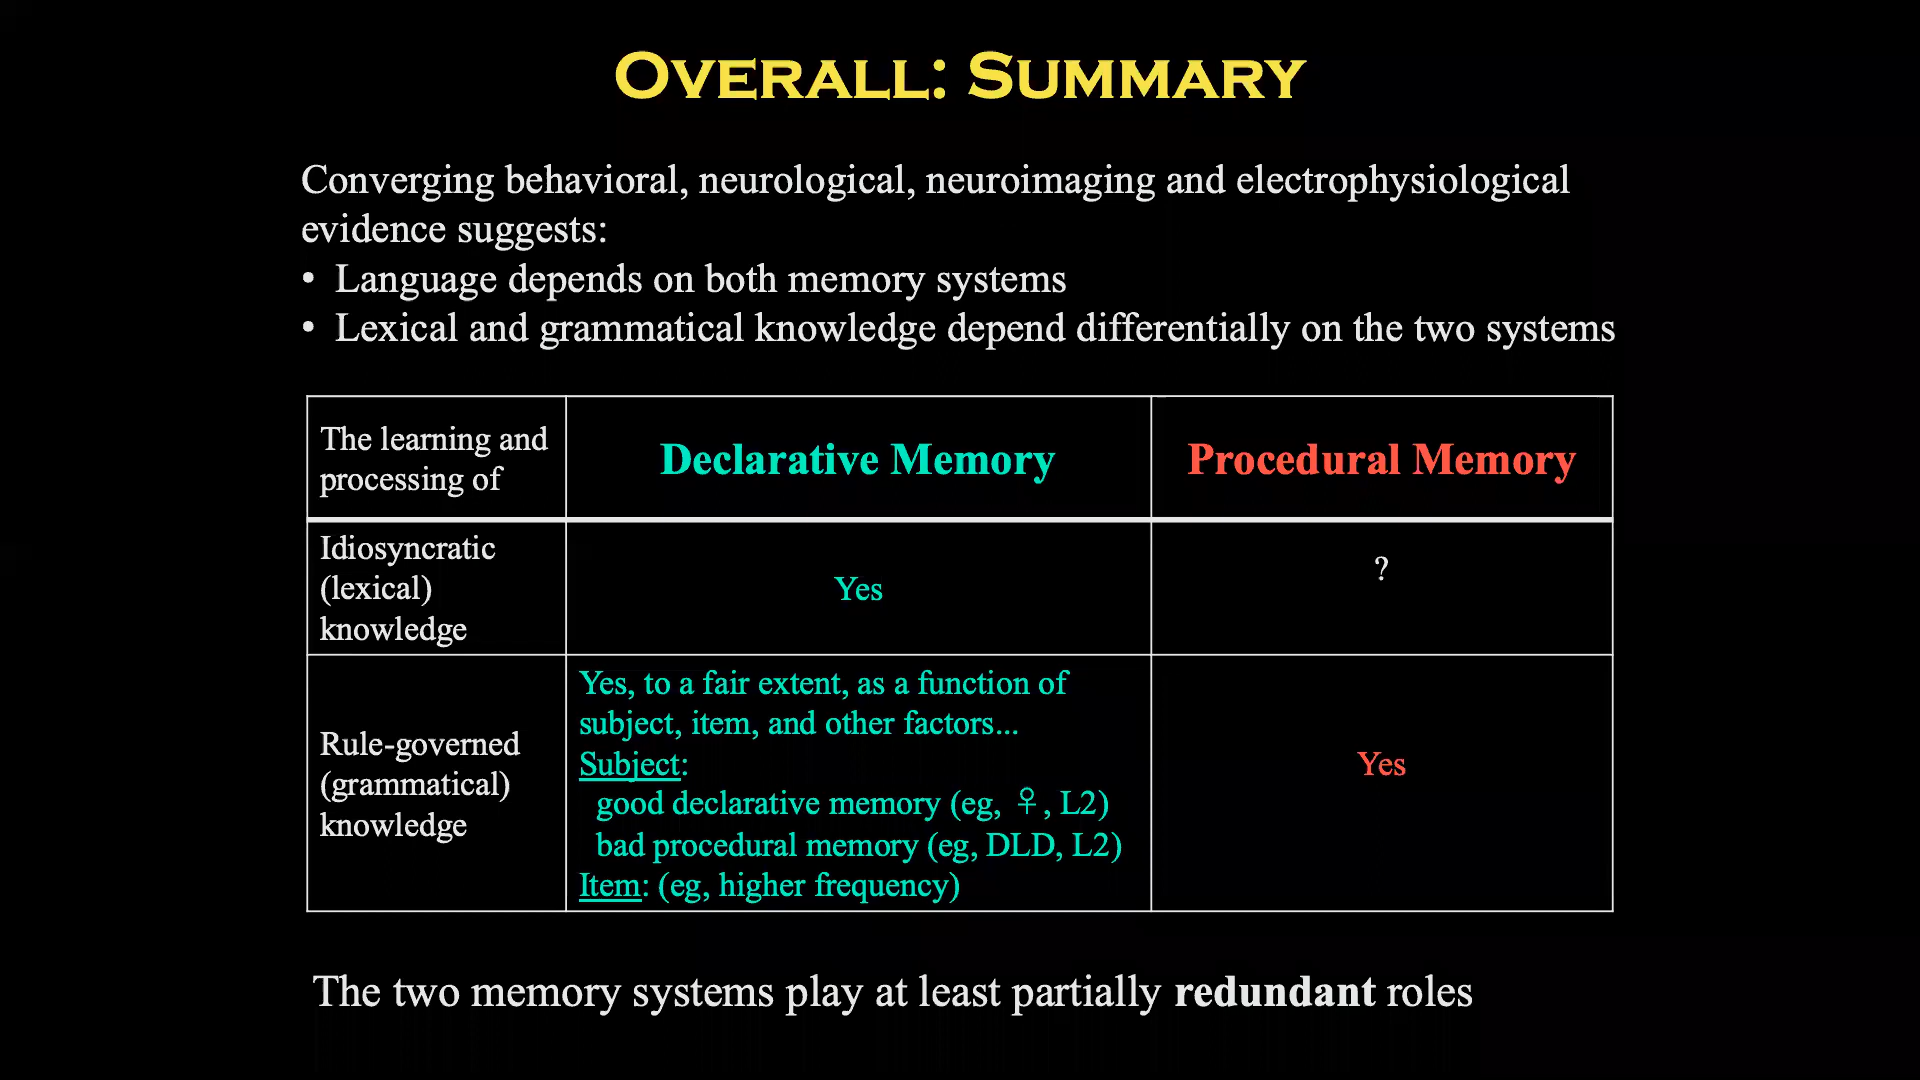 OVERALL: SUMMARY
Converging behavioral, neurological, neuroimaging and electrophysiological
evidence suggests:
• Language depends on both memory systems
• Lexical and grammatical knowledge depend differentially on the two systems
The learning and
processing of
Declarative Memory
Procedural Memory
Idiosyncratic
(lexical)
knowledge
Yes
?
Rule-governed
(grammatical)
knowledge
Yes, to a fair extent, as a function of
subject, item, and other factors...
Subject:
good declarative memory (eg, ♀, L2)
bad procedural memory (eg, DLD, L2)
Item: (eg, higher frequency)
Yes
The two memory systems play at least partially redundant roles